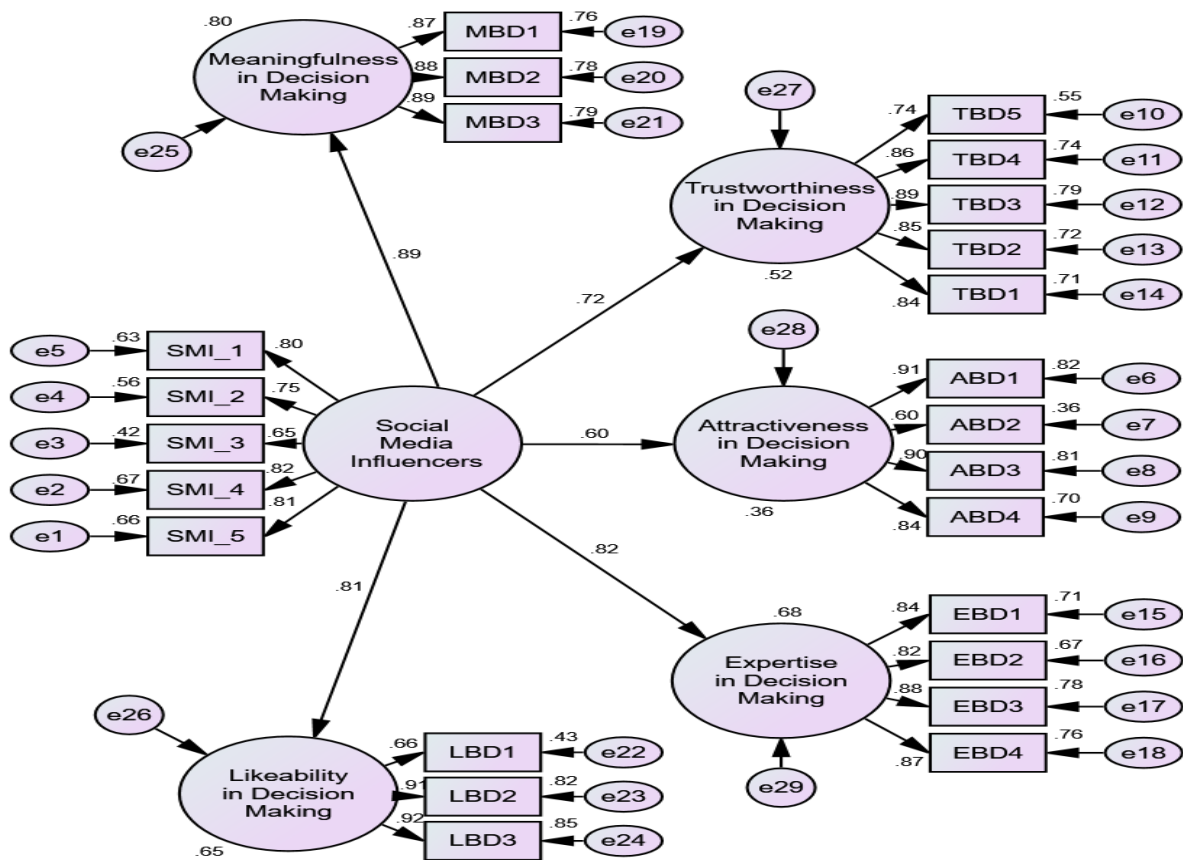 .80
Meaningfulness
in Decision
Making
.87
MBD1
.76
e19
.88
MBD2
.78
e20
.89
MBD3
.79
e21
e25
.89
e27
Trustworthiness
in Decision
Making
.52
.72
.74
TBD5
.55
e10
.86
TBD4
.74
e11
.89
TBD3
.79
e12
.85
TBD2
.72
e13
.84
TBD1
.71
e14
e5
.63
SMI_1
.80
e4
.56
SMI_2
.75
e3
.42
SMI_3
.65
e2
.67
SMI_4
.82
e1
.66
SMI_5
.81
Social
Media
Influencers
.60
e28
Attractiveness
in Decision
Making
.36
.91
ABD1
.82
e6
.60
ABD2
.36
e7
.90
ABD3
.81
e8
.84
ABD4
.70
e9
.82
.68
Expertise
in Decision
Making
e29
.84
EBD1
.71
e15
.82
EBD2
.67
e16
.88
EBD3
.78
e17
.87
EBD4
.76
e18
.81
e26
Likeability
in Decision
Making
.65
.66
LBD1
.43
e22
.91
LBD2
.82
e23
.92
LBD3
.85
e24